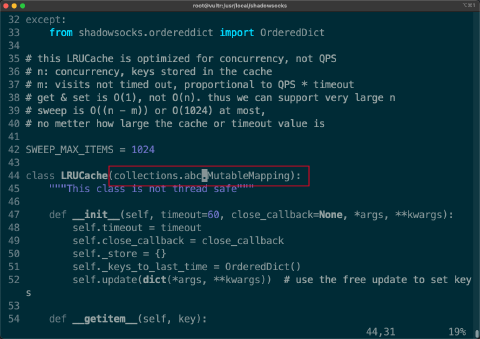 root@vultr:/usr/local/shadowsocks
32 except:
33     from shadowsocks.ordereddict import OrderedDict
34
35 # this LRUCache is optimized for concurrency, not QPS
36 # n: concurrency, keys stored in the cache
37 # m: visits not timed out, proportional to QPS * timeout
38 # get & set is O(1), not O(n). thus we can support very large n
39 # sweep is O((n - m)) or O(1024) at most,
40 # no metter how large the cache or timeout value is
41
42 SWEEP_MAX_ITEMS = 1024
43
44 class LRUCache(collections.abc.MutableMapping):
45     """This class is not thread safe"""
46
47     def __init__(self, timeout=60, close_callback=None, *args, **kwargs):
48         self.timeout = timeout
49         self.close_callback = close_callback
50         self._store = {}
51         self._keys_to_last_time = OrderedDict()
52         self.update(dict(*args, **kwargs))  # use the free update to set key
s
53
54     def __getitem__(self, key):
44,31 19%